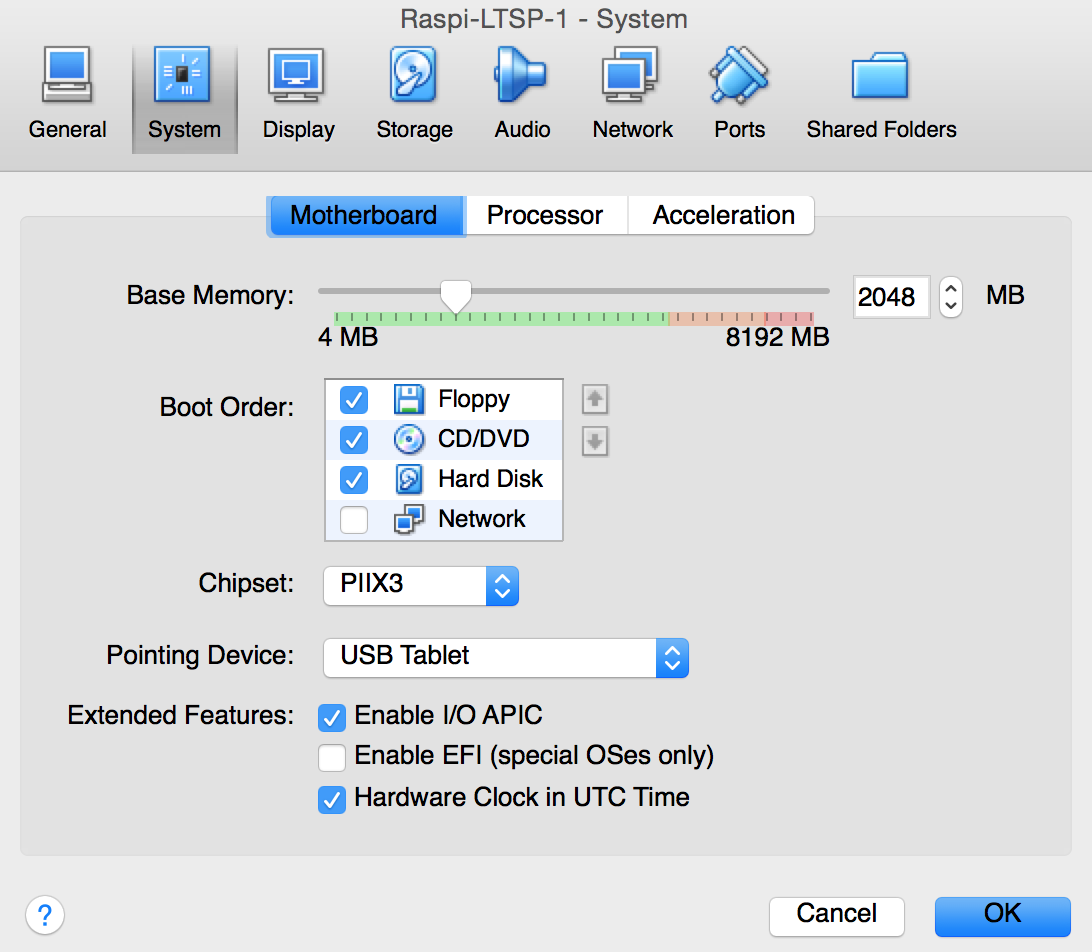 Raspi-LTSP-1 - System
General System Display Storage Audio Network Ports Shared Folders
Motherboard Processor Acceleration
Base Memory: 2048 MB
4 MB 8192 MB
Boot Order:
Floppy
CD/DVD
Hard Disk
Network
Chipset: PIIX3
Pointing Device: USB Tablet
Extended Features: Enable I/O APIC
Enable EFI (special OSes only)
Hardware Clock in UTC Time
? Cancel OK